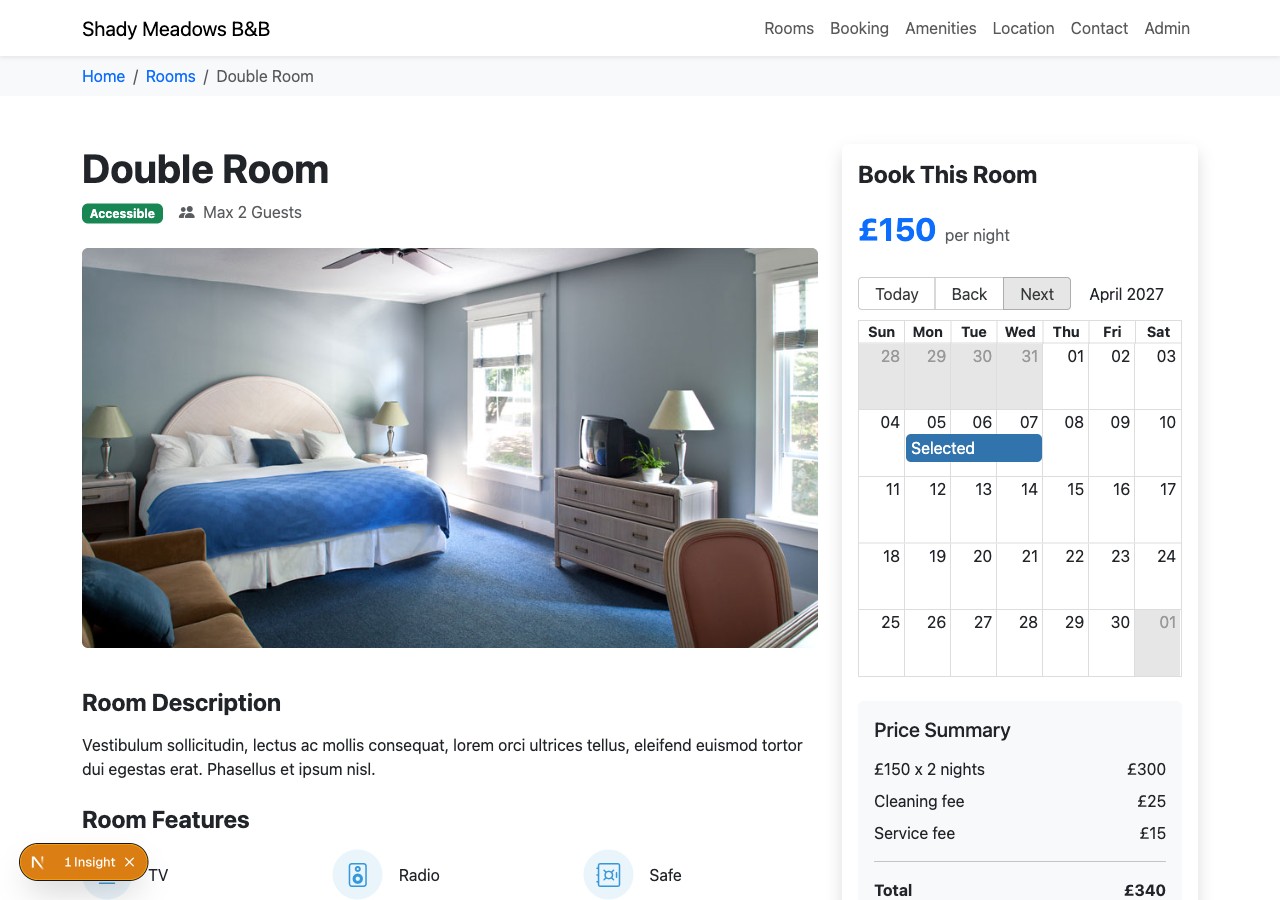 Shady Meadows B&B
Rooms Booking Amenities Location Contact Admin
Home / Rooms / Double Room
Double Room
Accessible Max 2 Guests
Room Description
Vestibulum sollicitudin, lectus ac mollis consequat, lorem orci ultrices tellus, eleifend euismod tortor
dui egestas erat. Phasellus et ipsum nisl.
Room Features
TV Radio Safe
N 1 Insight
Book This Room
£150 per night
Today Back Next April 2027
Sun Mon Tue Wed Thu Fri Sat
28 29 30 31 01 02 03
04 05 06 07 08 09 10
Selected
11 12 13 14 15 16 17
18 19 20 21 22 23 24
25 26 27 28 29 30 01
Price Summary
£150 x 2 nights £300
Cleaning fee £25
Service fee £15
Total £340